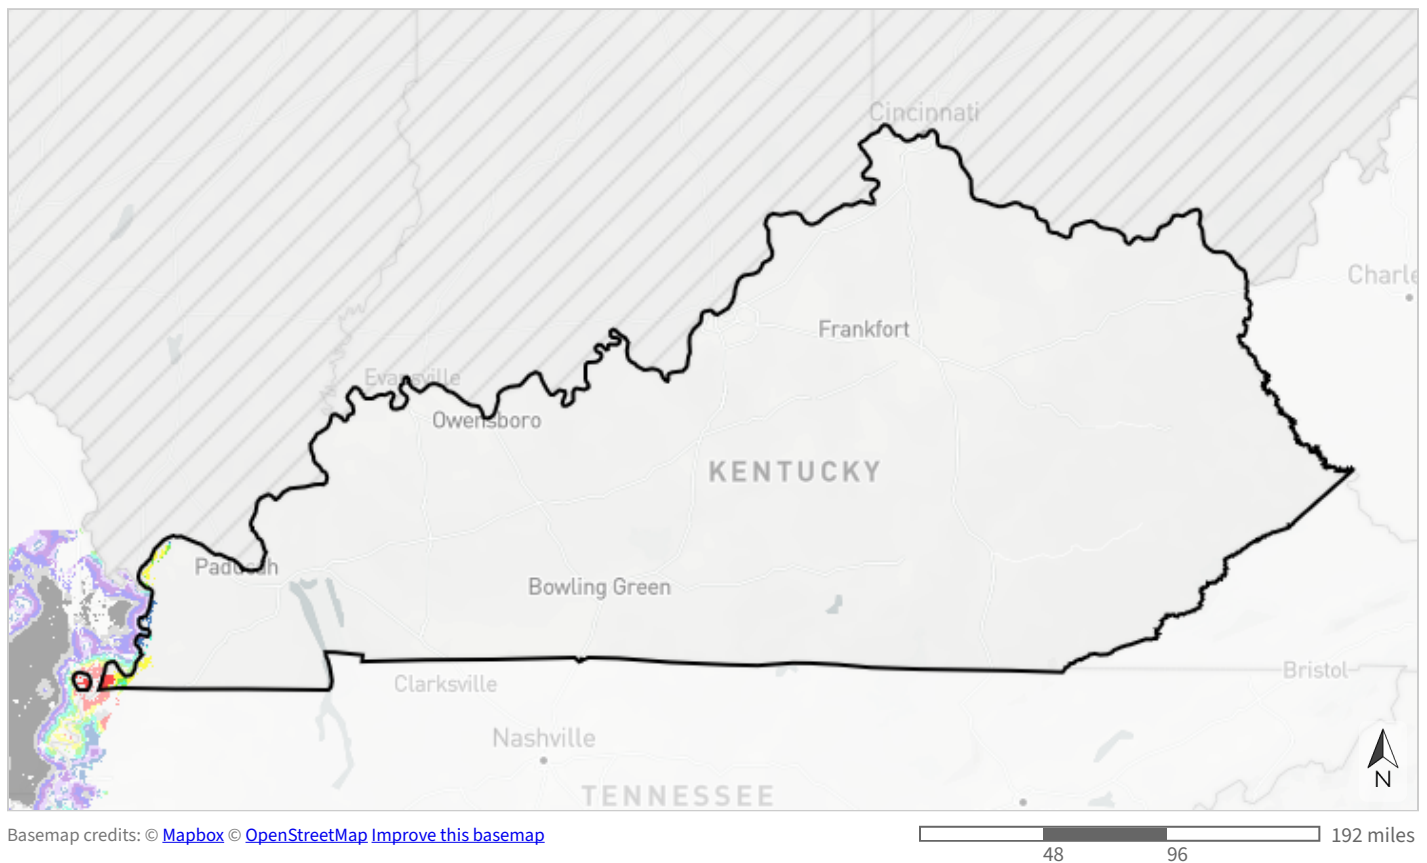 Cincinnati
Charle
Frankfort
Evansville
Owensboro
KENTUCKY
Paducah
Bowling Green
Clarksville
Bristol
Nashville
TENNESSEE
N
Basemap credits: © Mapbox © OpenStreetMap Improve this basemap
192 miles
48 96